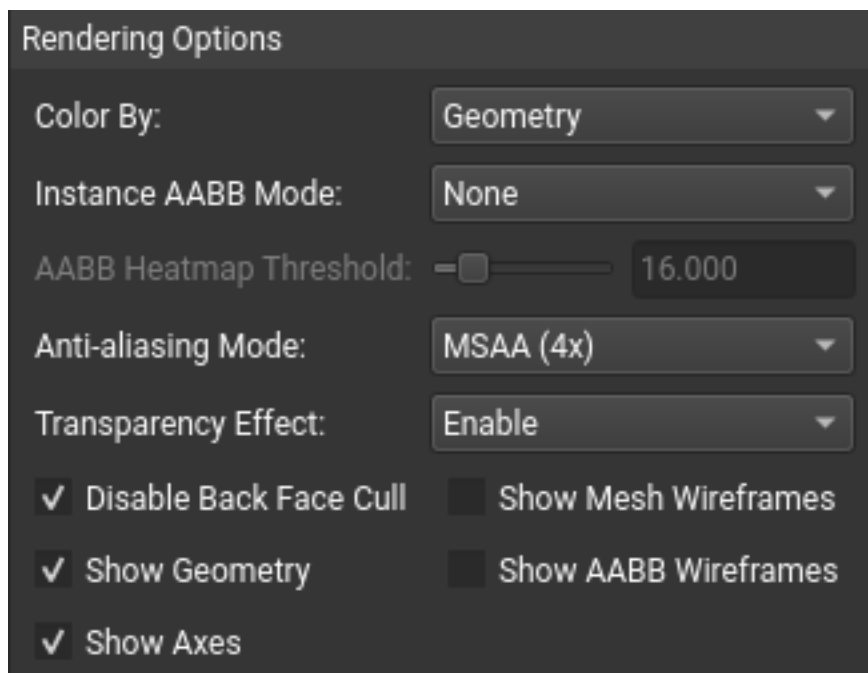 Rendering Options
Color By: Geometry
Instance AABB Mode: None
AABB Heatmap Threshold: 16.000
Anti-aliasing Mode: MSAA (4x)
Transparency Effect: Enable
Disable Back Face Cull Show Mesh Wireframes
Show Geometry Show AABB Wireframes
Show Axes